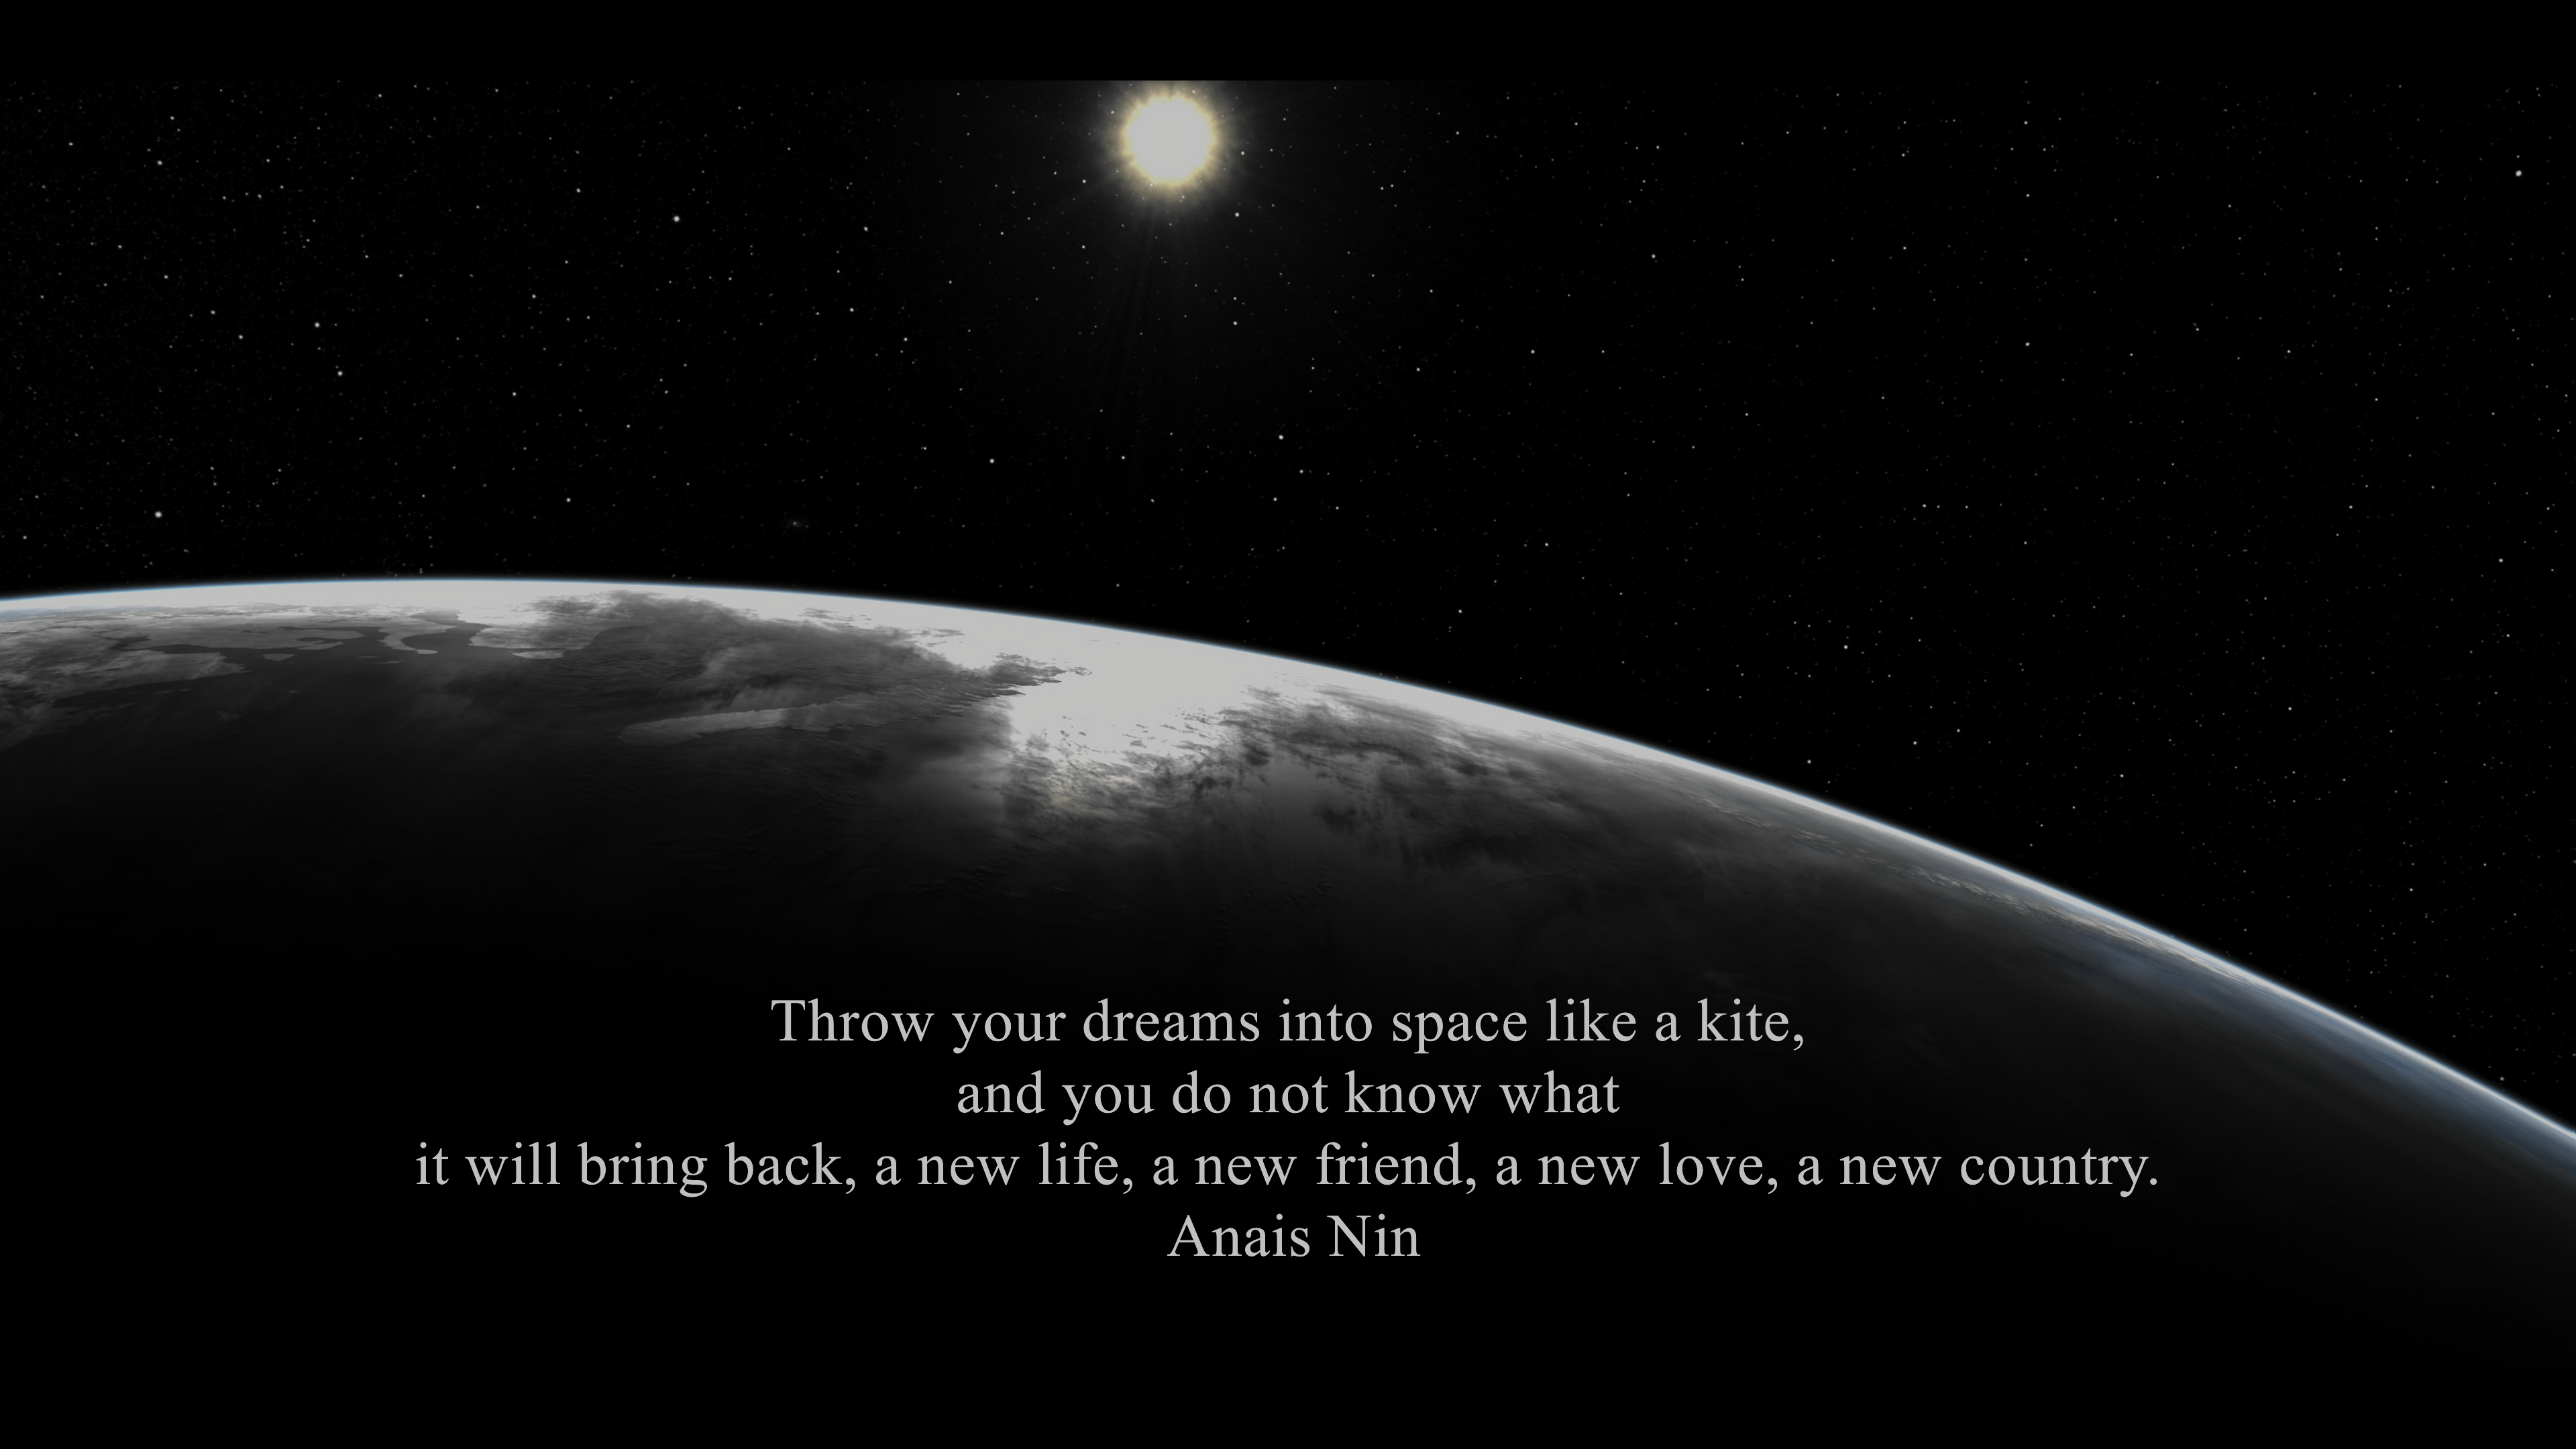 Throw your dreams into space like a kite,
and you do not know what
it will bring back, a new life, a new friend, a new love, a new country.
Anais Nin